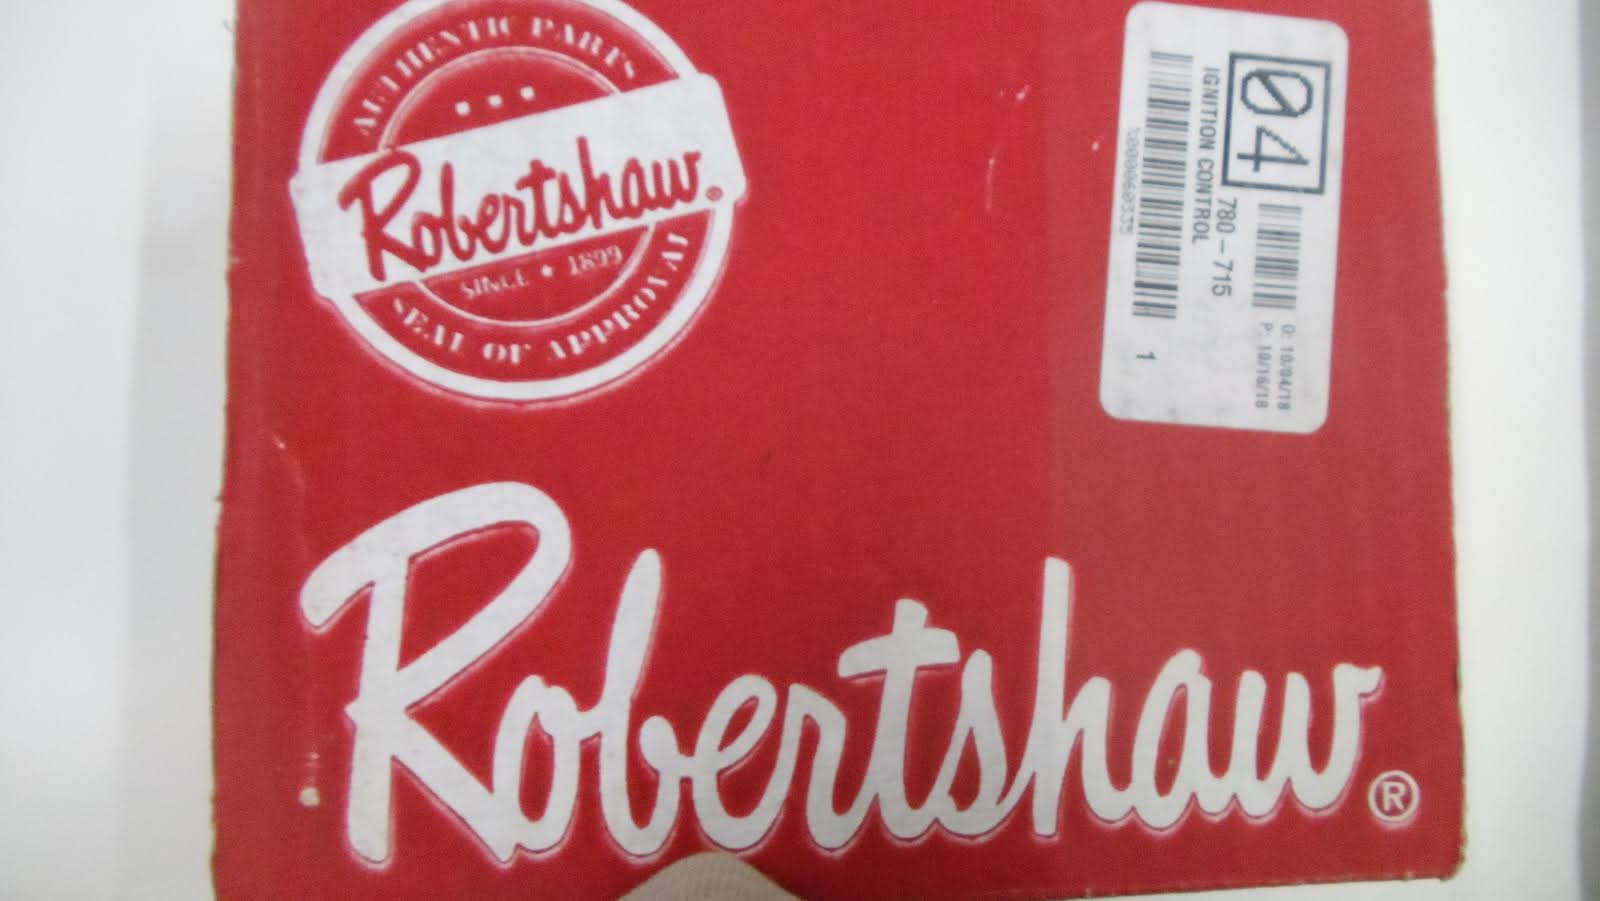 AUTHENTIC PARTS
Robertshaw®
SINCE 1899
SEAL OF APPROVAL
04
780-715
IGNITION CONTROL
O: 10/04/18
P: 10/16/18
1
Robertshaw®